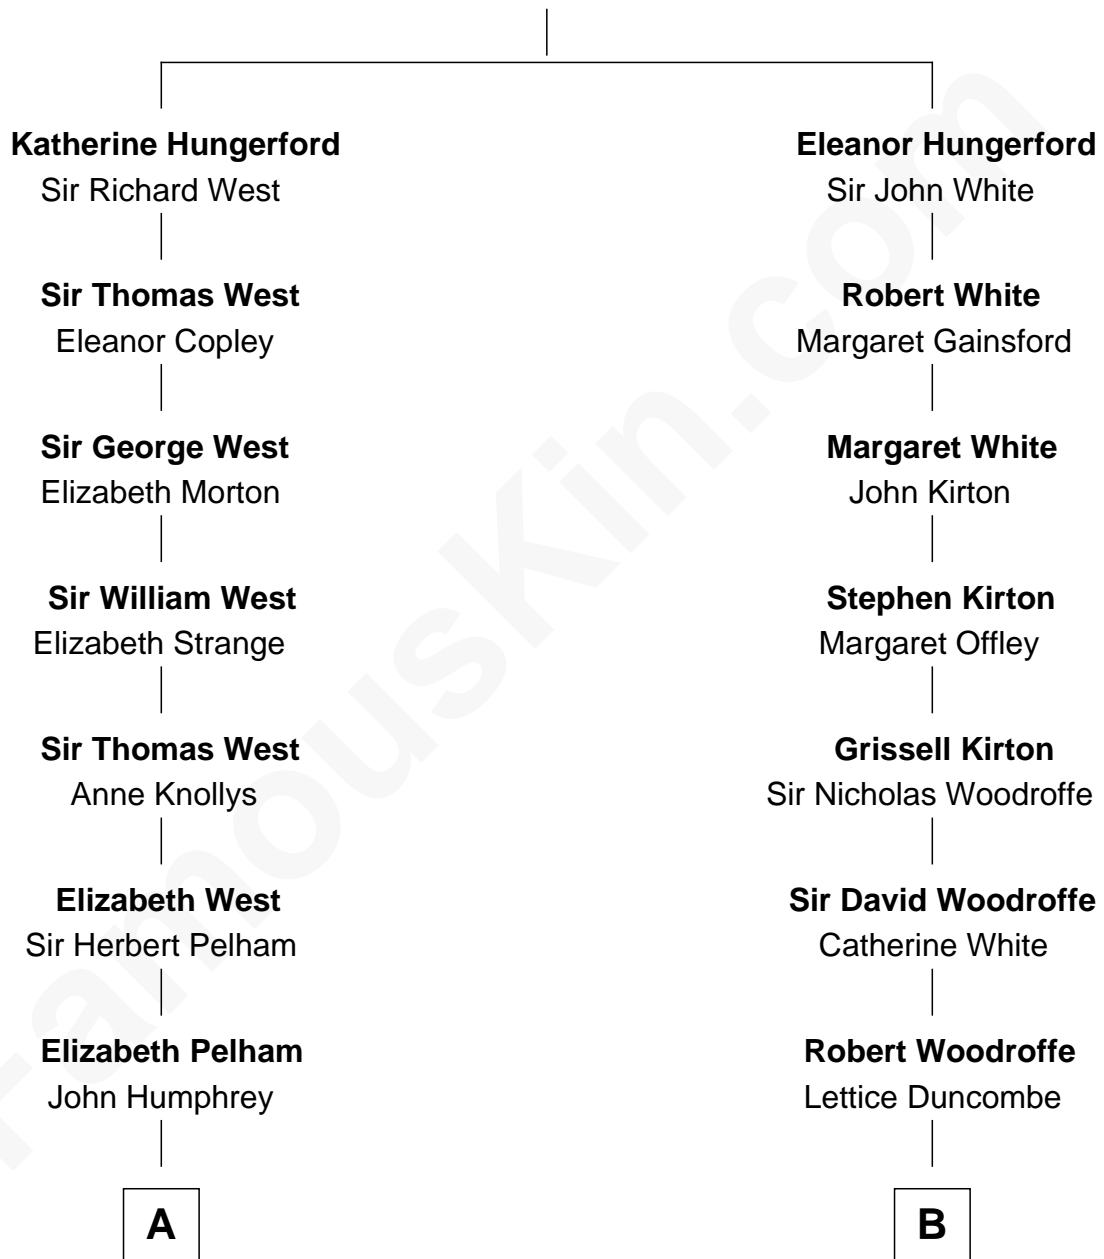 Katherine Hungerford
Sir Richard West
Sir Thomas West
Eleanor Copley
Sir George West
Elizabeth Morton
Sir William West
Elizabeth Strange
Sir Thomas West
Anne Knollys
Elizabeth West
Sir Herbert Pelham
Elizabeth Pelham
John Humphrey
A
Eleanor Hungerford
Sir John White
Robert White
Margaret Gainsford
Margaret White
John Kirton
Stephen Kirton
Margaret Offley
Grissell Kirton
Sir Nicholas Woodroffe
Sir David Woodroffe
Catherine White
Robert Woodroffe
Lettice Duncombe
B
FamousKin.com